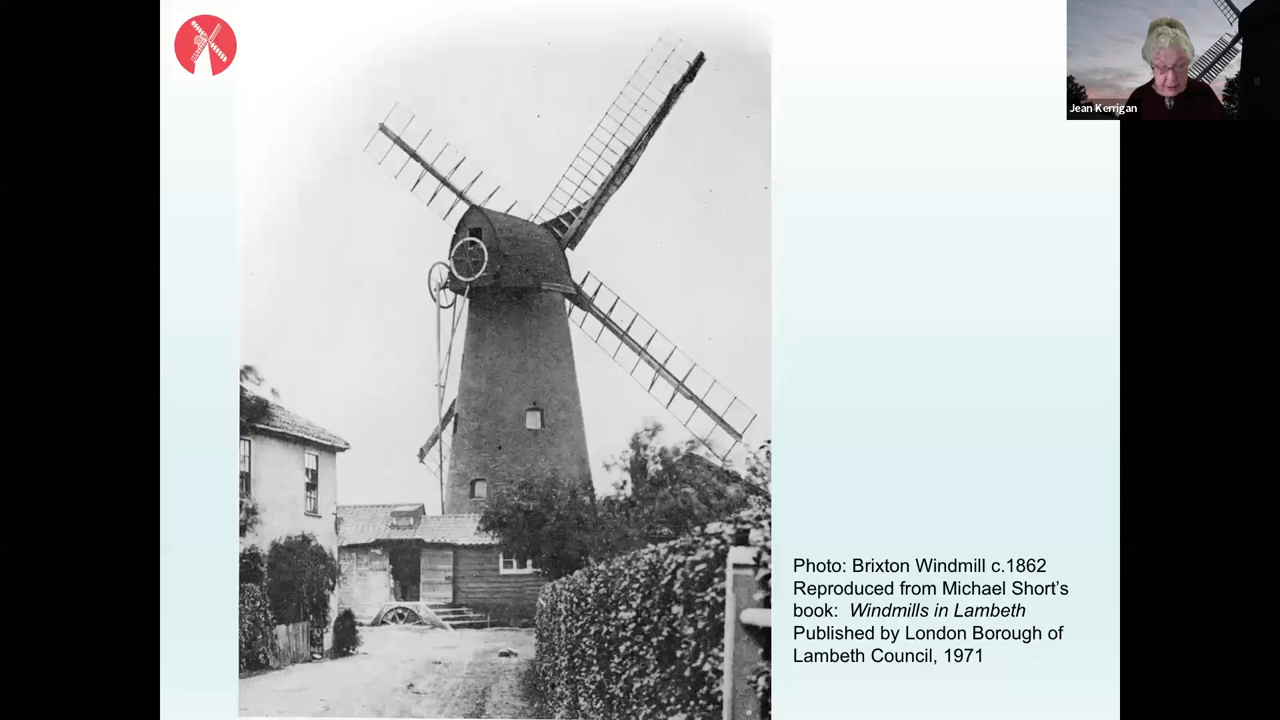 Jean Kerrigan
Photo: Brixton Windmill c.1862
Reproduced from Michael Short’s
book:  Windmills in Lambeth
Published by London Borough of
Lambeth Council, 1971